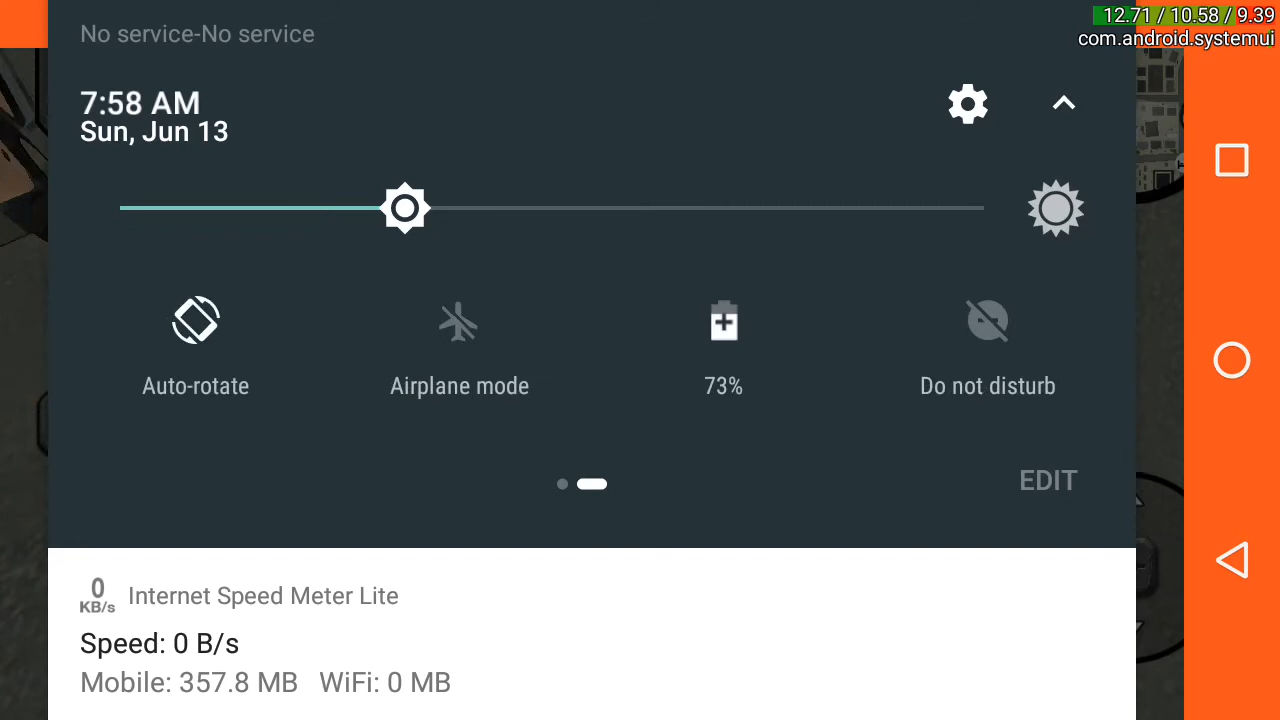 No service-No service
12.71 / 10.58 / 9.39
com.android.systemui
7:58 AM
Sun, Jun 13
Auto-rotate
Airplane mode
73%
Do not disturb
EDIT
0
KB/s
Internet Speed Meter Lite
Speed: 0 B/s
Mobile: 357.8 MB WiFi: 0 MB